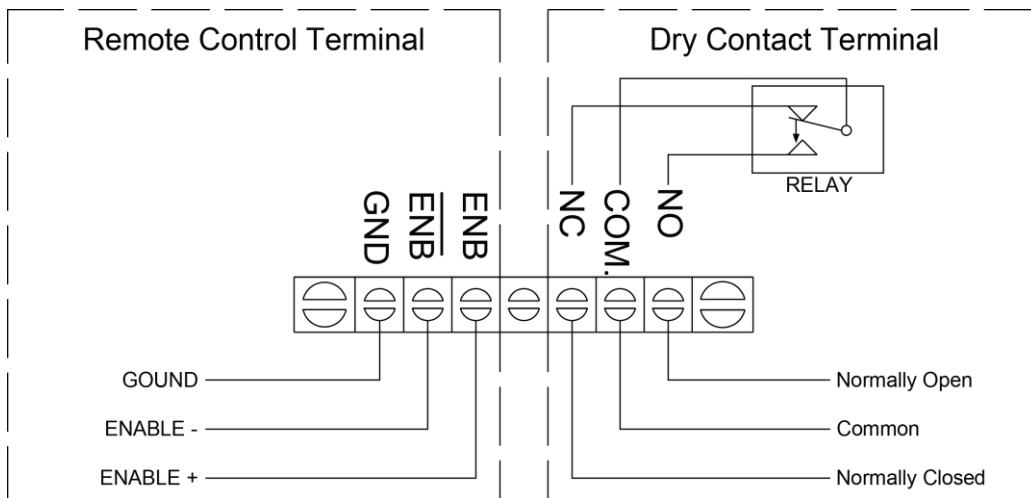 Remote Control Terminal
Dry Contact Terminal
RELAY
GND
ENB
ENB
NC
COM.
NO
GOUND
ENABLE -
ENABLE +
Normally Open
Common
Normally Closed